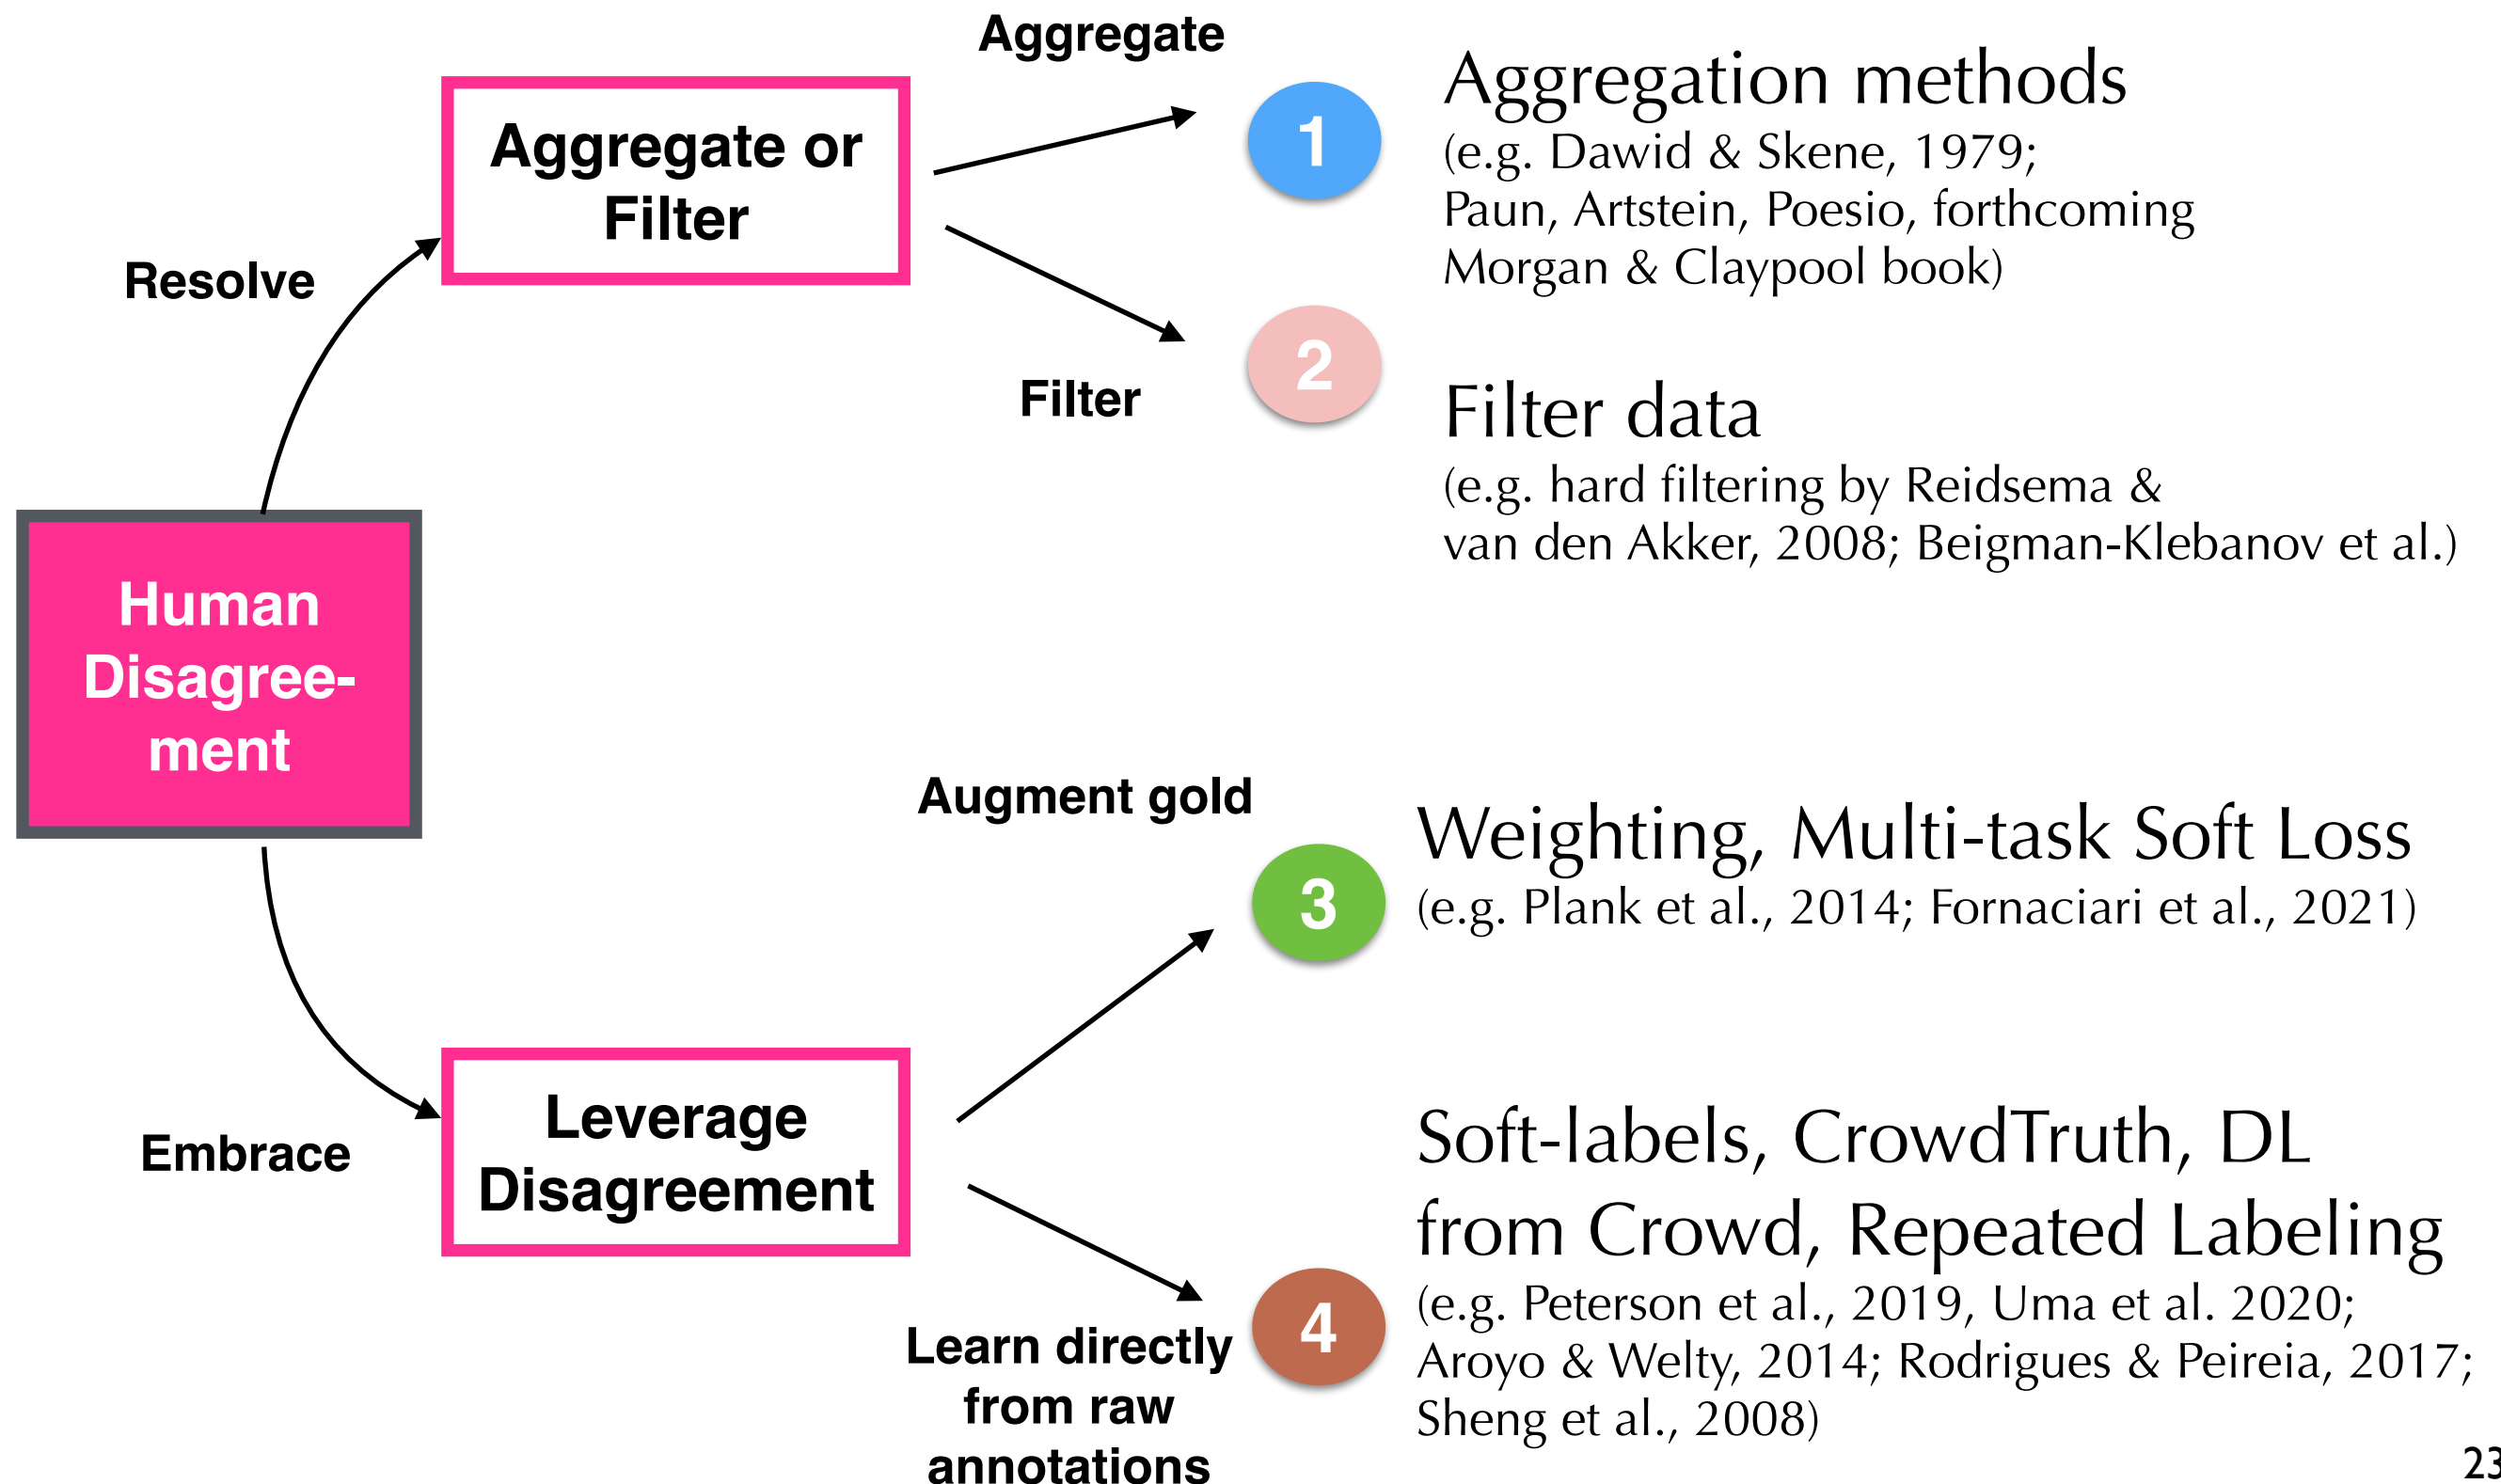 Aggregate
Aggregate or
Filter
Resolve
1
Aggregation methods
(e.g. Dawid & Skene, 1979;
Paun, Artstein, Poesio, forthcoming
Morgan & Claypool book)
2
Filter
Filter data
(e.g. hard filtering by Reidsema &
van den Akker, 2008; Beigman-Klebanov et al.)
Human
Disagree-
ment
Augment gold
3
Weighting, Multi-task Soft Loss
(e.g. Plank et al., 2014; Fornaciari et al., 2021)
Embrace
Leverage
Disagreement
Learn directly
from raw
annotations
4
Soft-labels, CrowdTruth, DL
from Crowd, Repeated Labeling
(e.g. Peterson et al., 2019, Uma et al. 2020;
Aroyo & Welty, 2014; Rodrigues & Peireia, 2017;
Sheng et al., 2008)
23